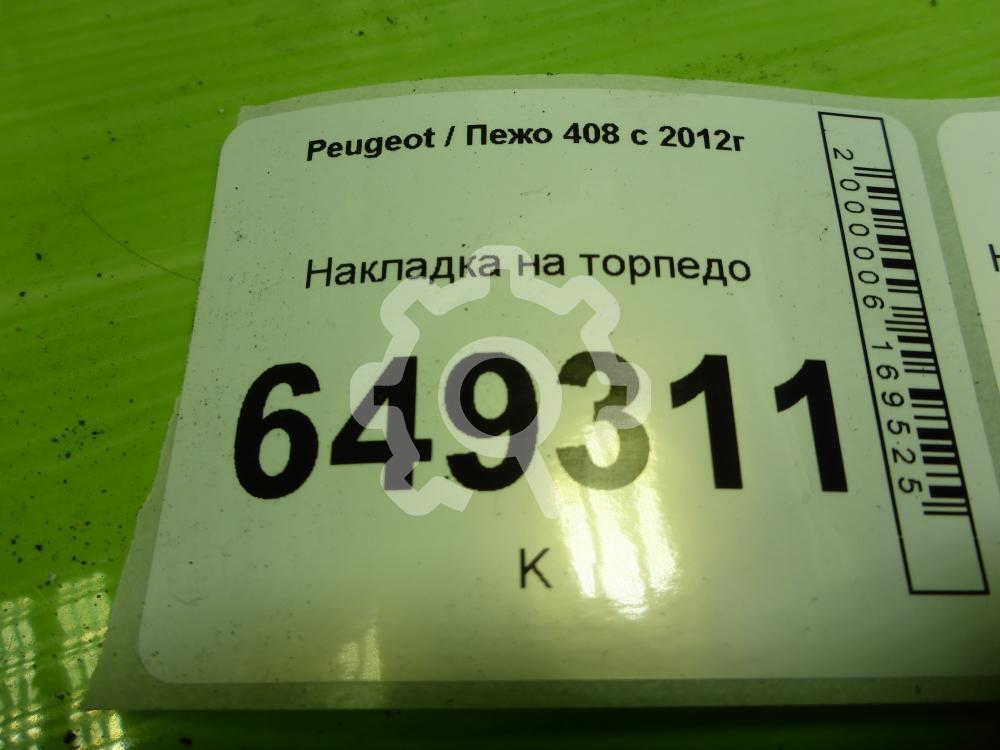 Peugeot / Пежо 408 с 2012г
Накладка на торпедо
649311
К
2000006169525